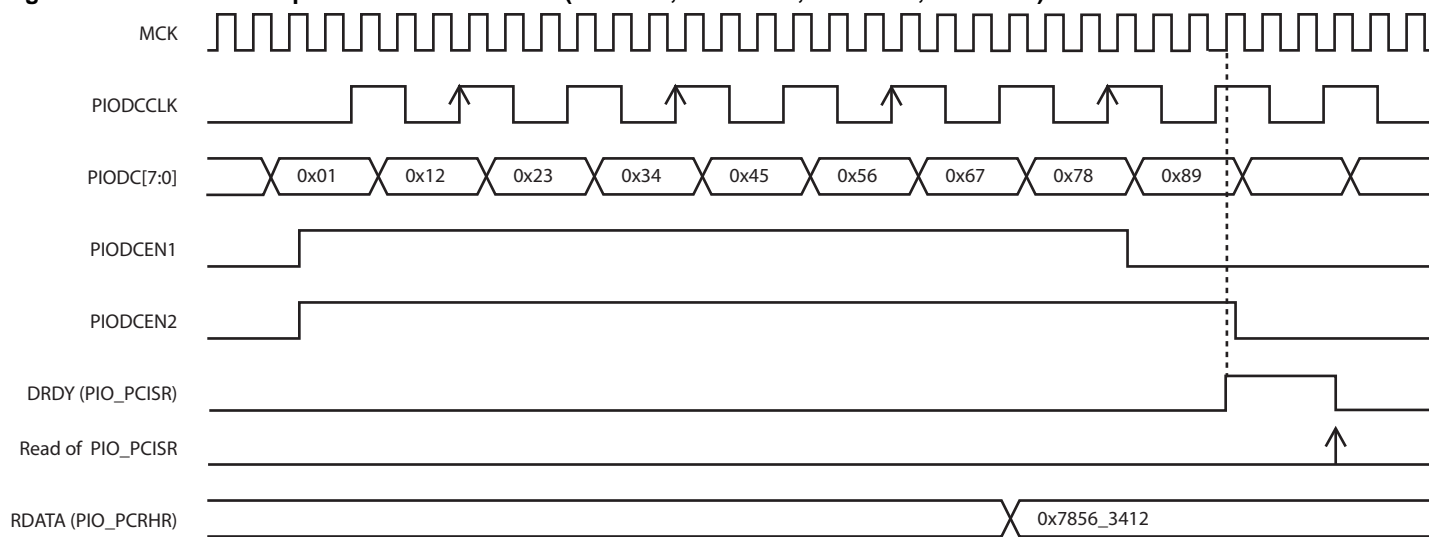 MCK
PIODCCLK
PIODC[7:0]
0x01 0x12 0x23 0x34 0x45 0x56 0x67 0x78 0x89
PIODCEN1
PIODCEN2
DRDY (PIO_PCISR)
Read of PIO_PCISR
RDATA (PIO_PCRHR)
0x7856_3412